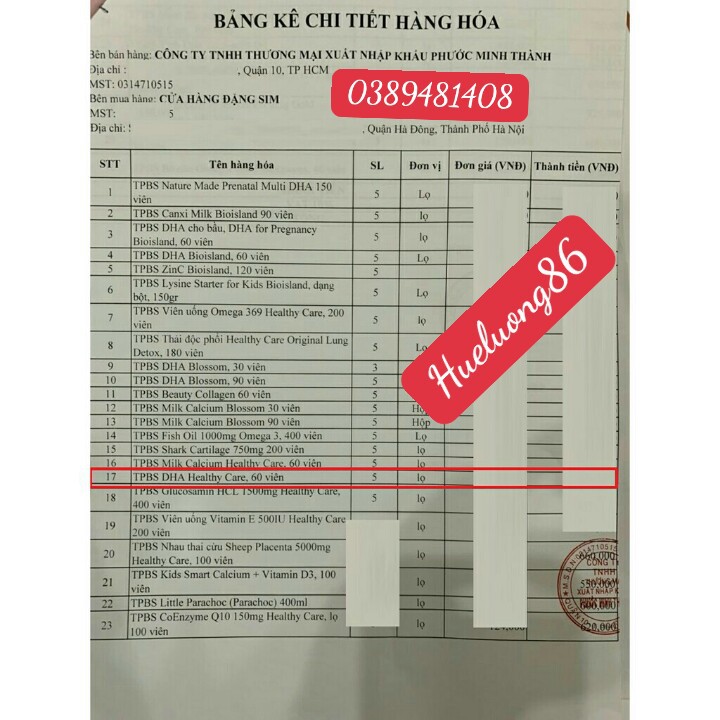 BẢNG KÊ CHI TIẾT HÀNG HÓA
Bên bán hàng: CÔNG TY TNHH THƯƠNG MẠI XUẤT NHẬP KHẨU PHƯỚC MINH THÀNH
Địa chỉ : , Quận 10, TP HCM
MST: 0314710515
Bên mua hàng: CỬA HÀNG ĐẶNG SIM
0389481408
MST: 5
Địa chỉ: , Quận Hà Đông, Thành Phố Hà Nội
STT Tên hàng hóa SL Đơn vị Đơn giá (VNĐ) Thành tiền (VNĐ)
1 TPBS Nature Made Prenatal Multi DHA 150 viên 5 Lọ
2 TPBS Canxi Milk Bioisland 90 viên 5 lọ
3 TPBS DHA cho bầu, DHA for Pregnancy
Bioisland, 60 viên 5 lọ
4 TPBS DHA Bioisland, 60 viên 5 Lọ
5 TPBS ZinC Bioisland, 120 viên 5
6 TPBS Lysine Starter for Kids Bioisland, dạng
bột, 150gr 5 Lọ
7 TPBS Viên uống Omega 369 Healthy Care, 200
viên 5 lọ
8 TPBS Thải độc phổi Healthy Care Original Lung
Detox, 180 viên 5 Lọ
9 TPBS DHA Blossom, 30 viên 3
10 TPBS DHA Blossom, 90 viên 5
11 TPBS Beauty Collagen 60 viên 5
12 TPBS Milk Calcium Blossom 30 viên 5 Hộp
13 TPBS Milk Calcium Blossom 90 viên 5 Hộp
14 TPBS Fish Oil 1000mg Omega 3, 400 viên 5 Lọ
15 TPBS Shark Cartilage 750mg 200 viên 5 lọ
16 TPBS Milk Calcium Healthy Care, 60 viên 5 lọ
17 TPBS DHA Healthy Care, 60 viên 5 lọ
18 TPBS Glucosamin HCL 1500mg Healthy Care,
400 viên 5 lọ
19 TPBS Viên uống Vitamin E 500IU Healthy Care
200 viên lọ
20 TPBS Nhau thai cừu Sheep Placenta 5000mg
Healthy Care, 100 viên lọ 660,000
21 TPBS Kids Smart Calcium + Vitamin D3, 100
viên lọ 550,000
22 TPBS Little Parachoc (Parachoc) 400ml lọ 600,000
23 TPBS CoEnzyme Q10 150mg Healthy Care, lọ
100 viên lọ 620,000
Hueluong86